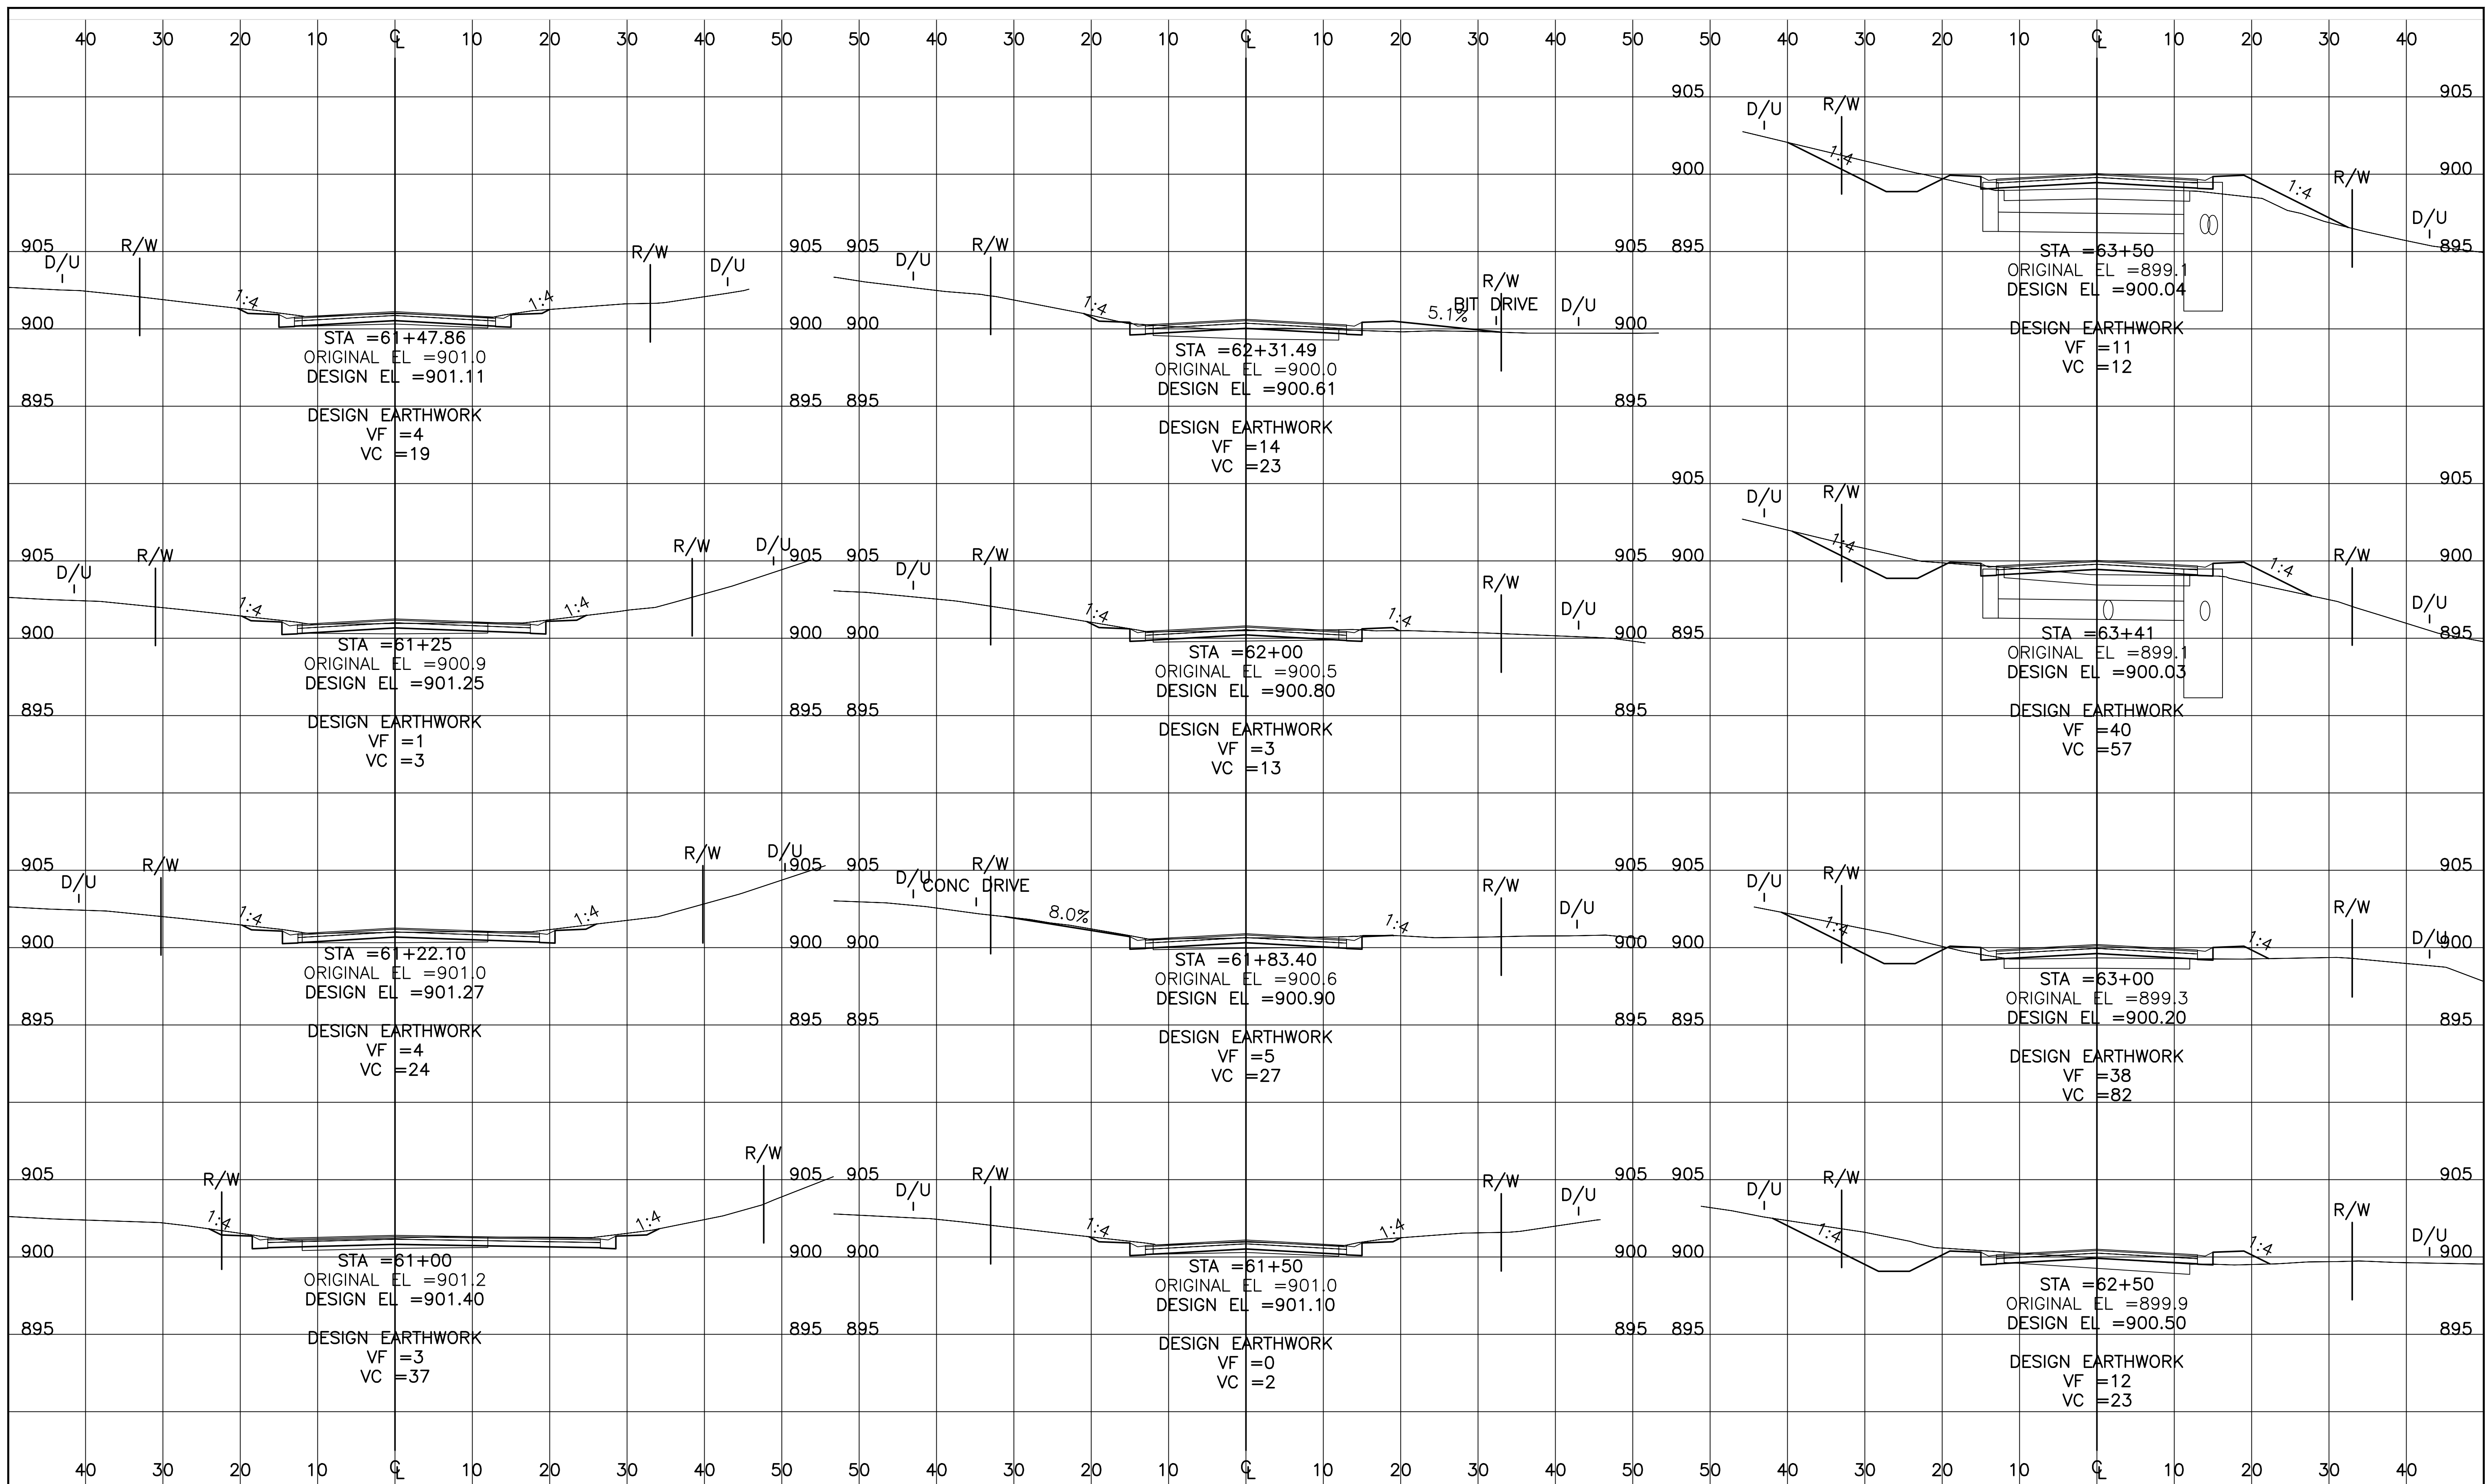 40 30 20 10 ℄ 10 20 30 40 50 40 30 20 10 ℄ 10 20 30 40 50 40 30 20 10 ℄ 10 20 30 40
905 905
D/U R/W
1:4
900 900
1:4 R/W
D/U
895 895
STA =63+50
ORIGINAL EL =899.1
DESIGN EL =900.04
DESIGN EARTHWORK
VF =11
VC =12
905 905
D/U R/W R/W D/U
1:4 1:4
900 900
STA =61+47.86
ORIGINAL EL =901.0
DESIGN EL =901.11
895 895
DESIGN EARTHWORK
VF =4
VC =19
905 905
D/U R/W R/W
BIT DRIVE D/U
1:4 5.1%
900 900
STA =62+31.49
ORIGINAL EL =900.0
DESIGN EL =900.61
895 895
DESIGN EARTHWORK
VF =14
VC =23
905 905
D/U R/W
1:4
900 900
1:4 R/W
D/U
895 895
STA =63+41
ORIGINAL EL =899.1
DESIGN EL =900.03
DESIGN EARTHWORK
VF =40
VC =57
905 905
D/U R/W R/W D/U
1:4 1:4
900 900
STA =61+25
ORIGINAL EL =900.9
DESIGN EL =901.25
895 895
DESIGN EARTHWORK
VF =1
VC =3
905 905
D/U R/W R/W D/U
1:4 1:4
900 900
STA =62+00
ORIGINAL EL =900.5
DESIGN EL =900.80
895 895
DESIGN EARTHWORK
VF =3
VC =13
905 905
D/U R/W R/W D/U
1:4 1:4
900 900
STA =61+22.10
ORIGINAL EL =901.0
DESIGN EL =901.27
895 895
DESIGN EARTHWORK
VF =4
VC =24
905 905
D/U R/W R/W D/U
CONC DRIVE
8.0% 1:4
900 900
STA =61+83.40
ORIGINAL EL =900.6
DESIGN EL =900.90
895 895
DESIGN EARTHWORK
VF =5
VC =27
905 905
D/U R/W R/W D/U
1:4 1:4
900 900
STA =63+00
ORIGINAL EL =899.3
DESIGN EL =900.20
895 895
DESIGN EARTHWORK
VF =38
VC =82
905 905
R/W R/W
1:4 1:4
900 900
STA =61+00
ORIGINAL EL =901.2
DESIGN EL =901.40
895 895
DESIGN EARTHWORK
VF =3
VC =37
905 905
D/U R/W R/W D/U
1:4 1:4
900 900
STA =61+50
ORIGINAL EL =901.0
DESIGN EL =901.10
895 895
DESIGN EARTHWORK
VF =0
VC =2
905 905
D/U R/W R/W D/U
1:4 1:4
900 900
STA =62+50
ORIGINAL EL =899.9
DESIGN EL =900.50
895 895
DESIGN EARTHWORK
VF =12
VC =23
40 30 20 10 ℄ 10 20 30 40 50 40 30 20 10 ℄ 10 20 30 40 50 40 30 20 10 ℄ 10 20 30 40